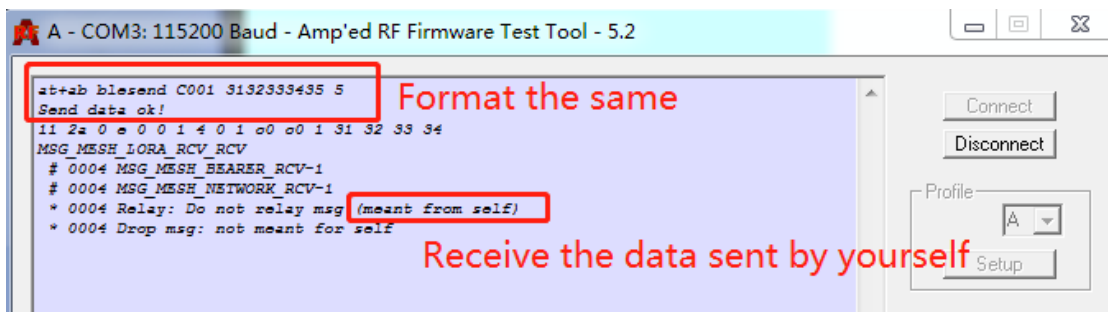 A - COM3: 115200 Baud - Amp'ed RF Firmware Test Tool - 5.2
at+ab blesend C001 3132333435 5
Format the same
Send data ok!
11 2a 0 e 0 0 1 4 0 1 c0 c0 1 31 32 33 34
MSG_MESH_LORA_RCV_RCV
# 0004 MSG_MESH_BEARER_RCV-1
# 0004 MSG_MESH_NETWORK_RCV-1
* 0004 Relay: Do not relay msg (meant from self)
* 0004 Drop msg: not meant for self
Receive the data sent by yourself
Connect
Disconnect
Profile
A
Setup